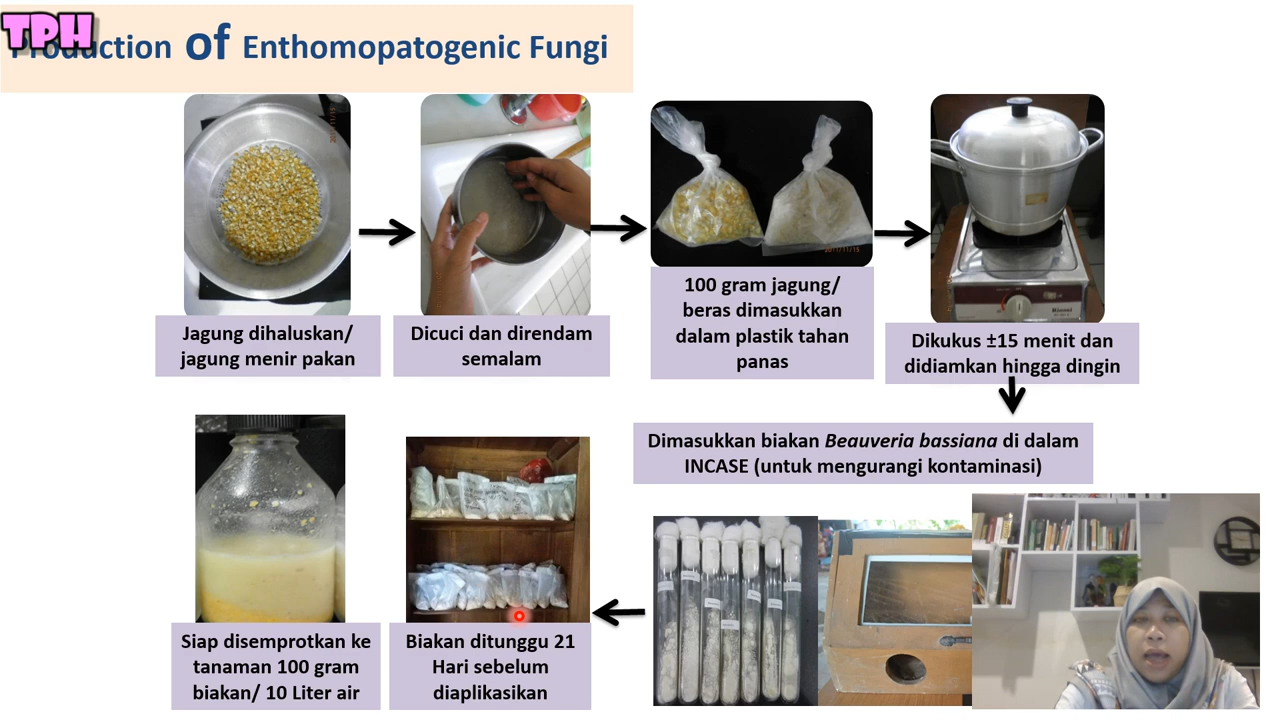 TPH
Production of Enthomopatogenic Fungi
Jagung dihaluskan/
jagung menir pakan
Dicuci dan direndam
semalam
100 gram jagung/
beras dimasukkan
dalam plastik tahan
panas
Dikukus ±15 menit dan
didiamkan hingga dingin
Dimasukkan biakan Beauveria bassiana di dalam
INCASE (untuk mengurangi kontaminasi)
Biakan ditunggu 21
Hari sebelum
diaplikasikan
Siap disemprotkan ke
tanaman 100 gram
biakan/ 10 Liter air
Rinnai